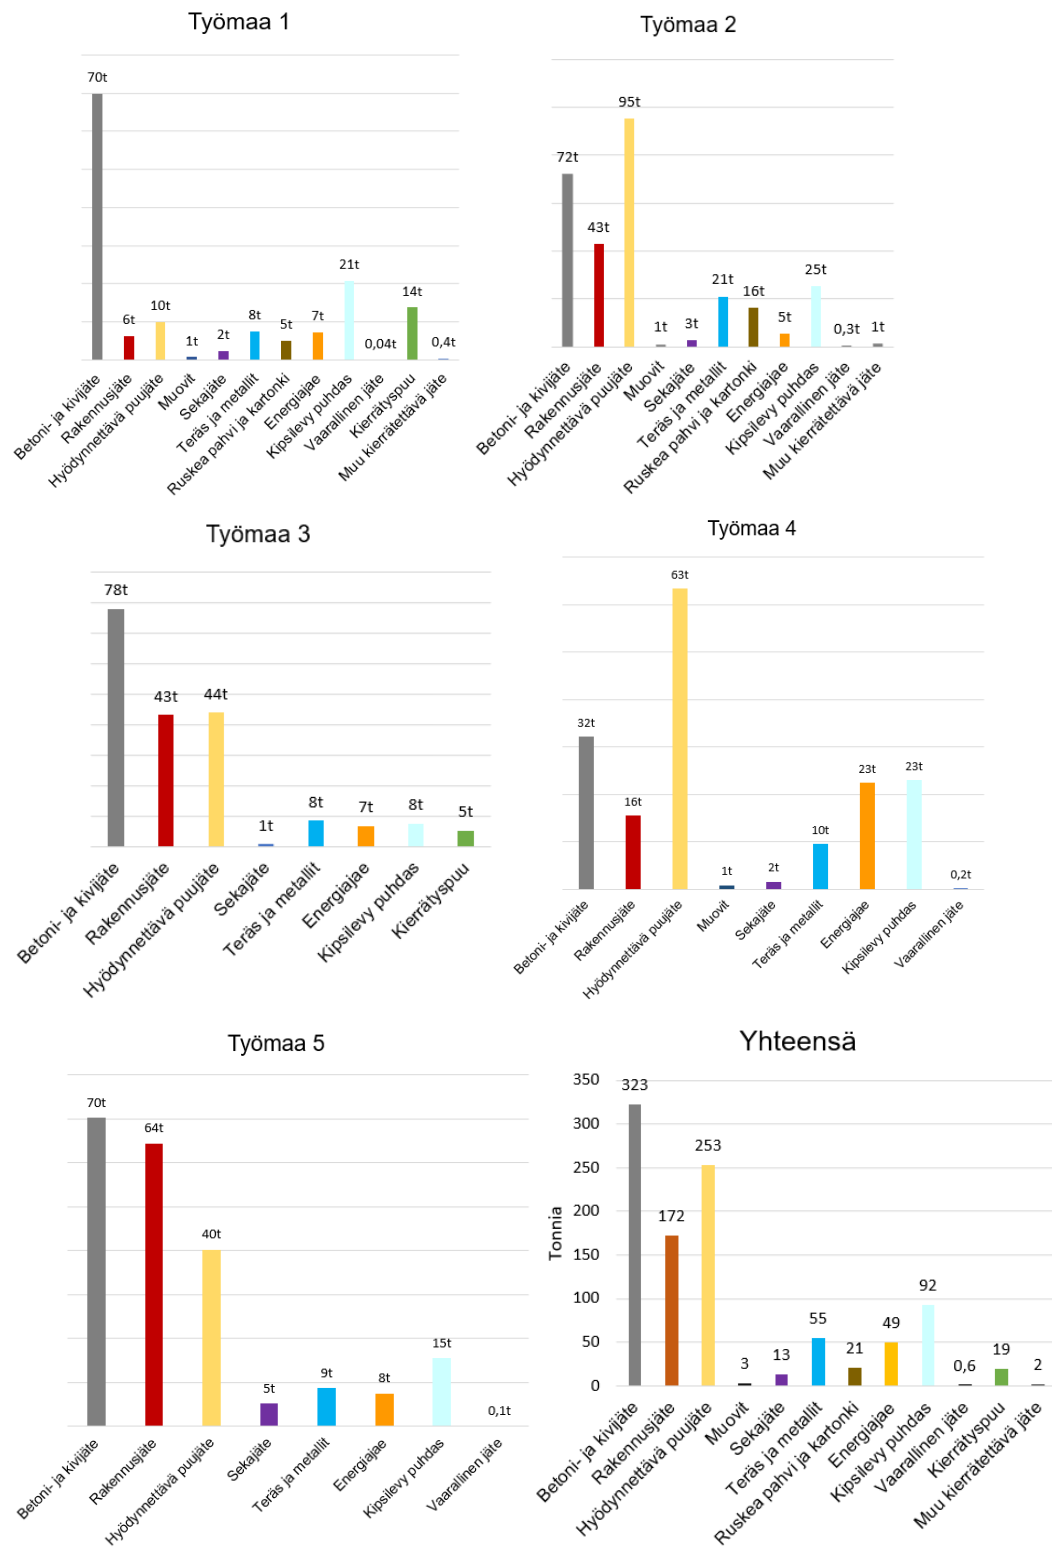 Työmaa 1
70t
6t
10t
1t
2t
8t
5t
7t
21t
0,04t
14t
0,4t
Betoni- ja kivijäte
Rakennusjäte
Hyödynnettävä puujäte
Muovit
Sekajäte
Teräs ja metallit
Ruskea pahvi ja kartonki
Energiajae
Kipsilevy puhdas
Vaarallinen jäte
Kierrätyspuu
Muu kierrätettävä jäte
Työmaa 2
72t
43t
95t
1t
3t
21t
16t
5t
25t
0,3t
1t
Betoni- ja kivijäte
Rakennusjäte
Hyödynnettävä puujäte
Muovit
Sekajäte
Teräs ja metallit
Ruskea pahvi ja kartonki
Energiajae
Kipsilevy puhdas
Vaarallinen jäte
Muu kierrätettävä jäte
Työmaa 3
78t
43t
44t
1t
8t
7t
8t
5t
Betoni- ja kivijäte
Rakennusjäte
Hyödynnettävä puujäte
Sekajäte
Teräs ja metallit
Energiajae
Kipsilevy puhdas
Kierrätyspuu
Työmaa 4
32t
16t
63t
1t
2t
10t
23t
23t
0,2t
Betoni- ja kivijäte
Rakennusjäte
Hyödynnettävä puujäte
Muovit
Sekajäte
Teräs ja metallit
Energiajae
Kipsilevy puhdas
Vaarallinen jäte
Työmaa 5
70t
64t
40t
5t
9t
8t
15t
0,1t
Betoni- ja kivijäte
Rakennusjäte
Hyödynnettävä puujäte
Sekajäte
Teräs ja metallit
Energiajae
Kipsilevy puhdas
Vaarallinen jäte
Yhteensä
Tonnia
350
300
250
200
150
100
50
0
323
172
253
3
13
55
21
49
92
0,6
19
2
Betoni- ja kivijäte
Rakennusjäte
Hyödynnettävä puujäte
Muovit
Sekajäte
Teräs ja metallit
Ruskea pahvi ja kartonki
Energiajae
Kipsilevy puhdas
Vaarallinen jäte
Kierrätyspuu
Muu kierrätettävä jäte